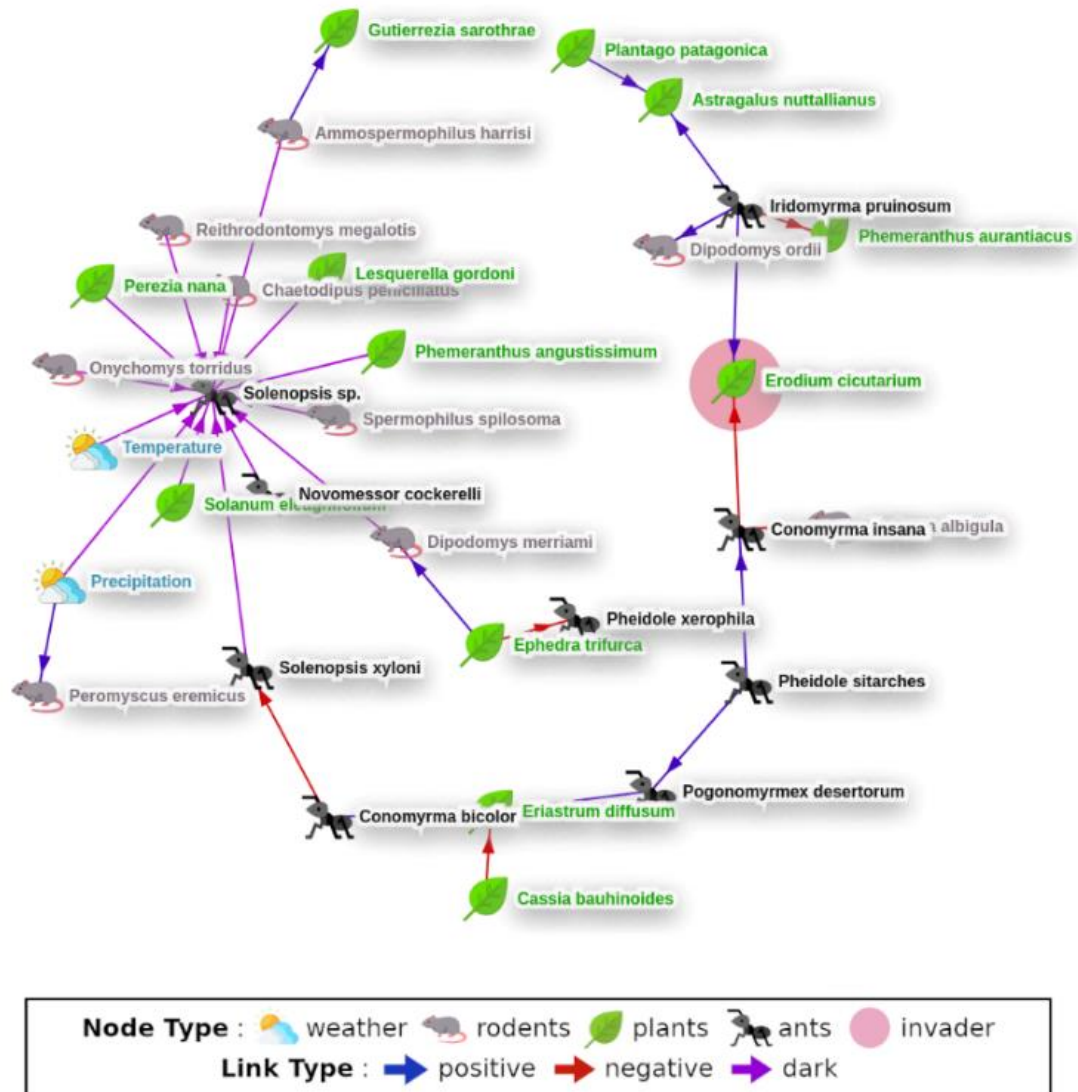 Gutierrezia sarothrae
Plantago patagonica
Astragalus nuttallianus
Ammospermophilus harrisi
Iridomyrma pruinosum
Reithrodontomys megalotis
Phemeranthus aurantiacus
Dipodomys ordii
Lesquerella gordoni
Perezia nana
Chaetodipus penicillatus
Phemeranthus angustissimum
Onychomys torridus
Erodium cicutarium
Solenopsis sp.
Spermophilus spilosoma
Temperature
Novomessor cockerelli
Solanum
Conomyrma insana
albigula
Dipodomys merriami
Precipitation
Pheidole xerophila
Ephedra trifurca
Solenopsis xyloni
Pheidole sitarches
Peromyscus eremicus
Pogonomyrmex desertorum
Conomyrma bicolor
Eriastrum diffusum
Cassia bauhinoides
Node Type : weather rodents plants ants invader
Link Type : positive negative dark